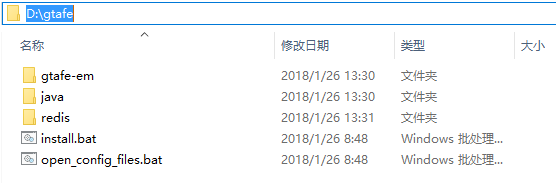 D:\gtafe
名称 修改日期 类型 大小
gtafe-em 2018/1/26 13:30 文件夹
java 2018/1/26 13:30 文件夹
redis 2018/1/26 13:31 文件夹
install.bat 2018/1/26 8:48 Windows 批处理...
open_config_files.bat 2018/1/26 8:48 Windows 批处理...